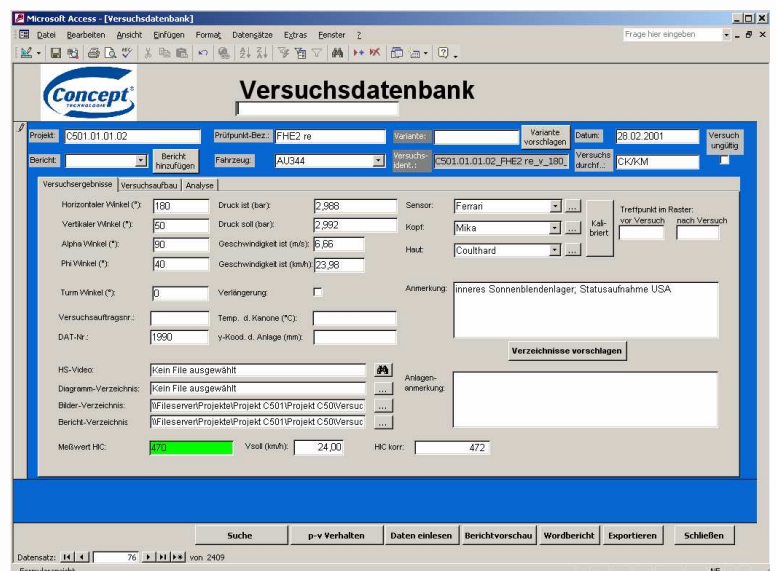 Microsoft Access - [Versuchsdatenbank]
Datei Bearbeiten Ansicht Einfügen Format Datensätze Extras Fenster ? Frage hier eingeben
Concept
TECHNOLOGIE
Versuchsdatenbank
Projekt: C501.01.01.02 Prüfpunkt-Bez.: FHE2 re Variante: Variante vorschlagen Datum: 28.02.2001 Versuch ungültig
Bericht: Bericht hinzufügen Fahrzeug: AU344 Versuchs-ident.: C501.01.01.02_FHE2 re_v_180_ Versuchs durchf.: CK/KM
Versuchsergebnisse Versuchsaufbau Analyse
Horizontaler Winkel (°): 180 Druck ist (bar): 2,988 Sensor: Ferrari ... Kali-briert Treffpunkt im Raster:
Vertikaler Winkel (°): 50 Druck soll (bar): 2,992 Kopf: Mika ... vor Versuch nach Versuch
Alpha Winkel (°): 90 Geschwindigkeit ist (m/s): 6,66 Haut: Coulthard ...
Phi Winkel (°): 40 Geschwindigkeit ist (km/h): 23,98
Turm Winkel (°): 0 Verlängerung: Anmerkung: inneres Sonnenblendenlager; Statusaufnahme USA
Versuchsauftragsnr.: Temp. d. Kanone (°C):
DAT-Nr.: 1990 y-Kood. d. Anlage (mm):
Verzeichnisse vorschlagen
HS-Video: Kein File ausgewählt
Diagramm-Verzeichnis: Kein File ausgewählt ... Anlagen-anmerkung:
Bilder-Verzeichnis: \\Fileserver\Projekte\Projekt C501\Projekt C50\Versuc ...
Bericht-Verzeichnis \\Fileserver\Projekte\Projekt C501\Projekt C50\Versuc ...
Meßwert HIC: 470 Vsoll (km/h): 24,00 HIC korr: 472
Suche p-v Verhalten Daten einlesen Berichtvorschau Wordbericht Exportieren Schließen
Datensatz: 76 von 2409
Formularansicht NF